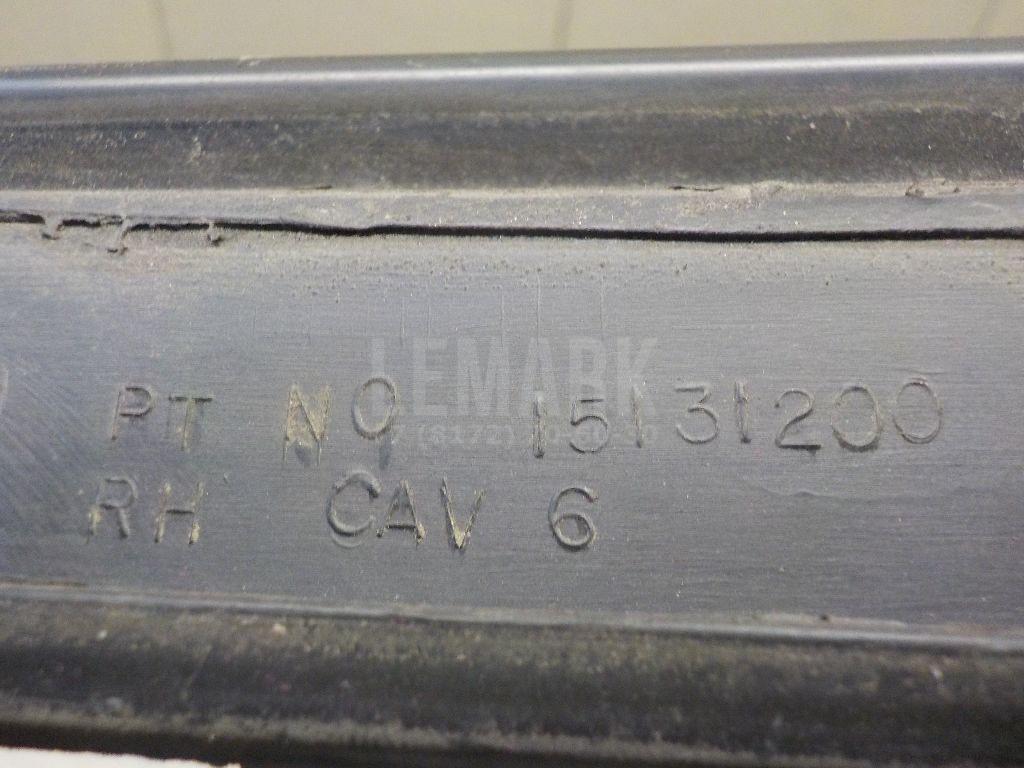 LEMARK
PT NO 15131200
RH CAV 6